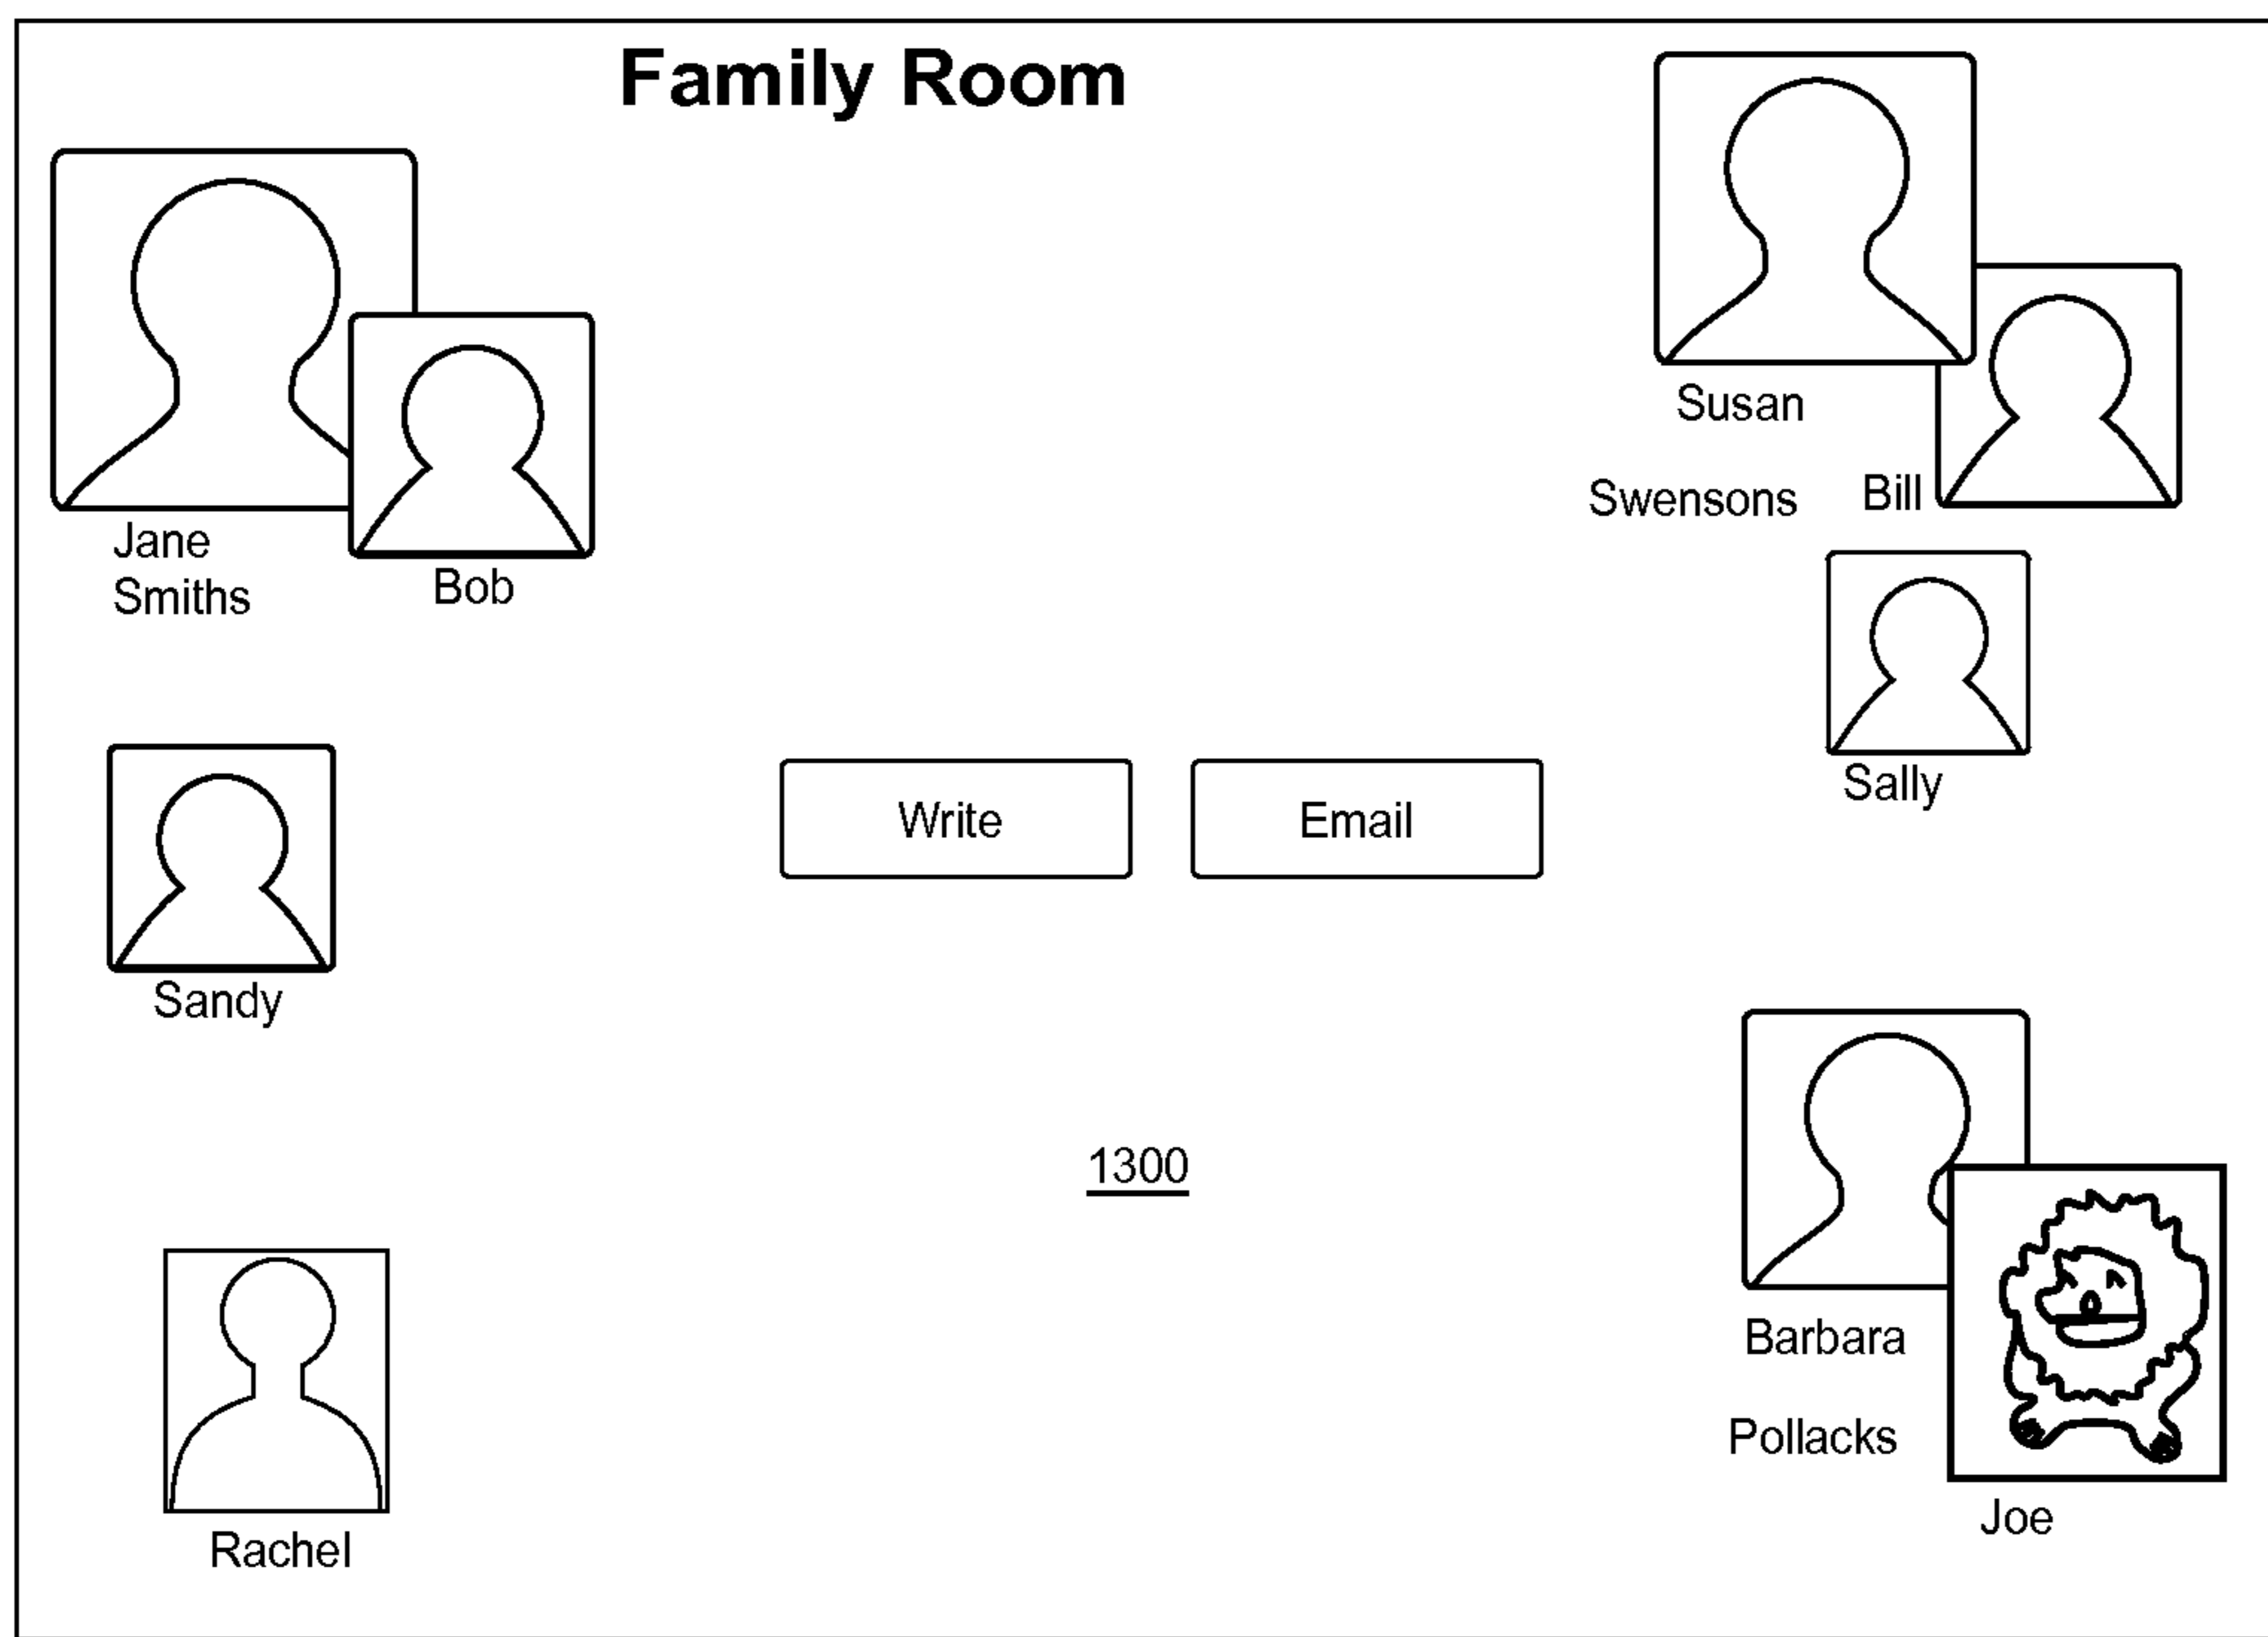 Family Room
Jane
Smiths
Bob
Susan
Swensons
Bill
Sally
Sandy
Write
Email
1300
Barbara
Pollacks
Joe
Rachel